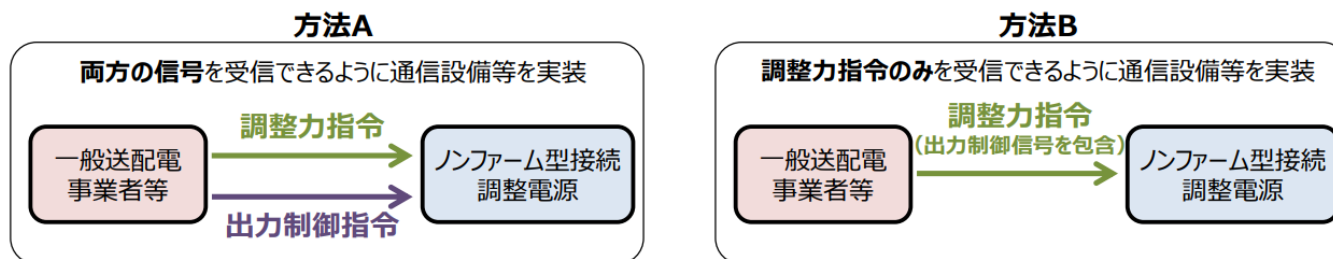 方法A
両方の信号を受信できるように通信設備等を実装
一般送配電
事業者等
調整力指令
出力制御指令
ノンファーム型接続
調整電源
方法B
調整力指令のみを受信できるように通信設備等を実装
一般送配電
事業者等
調整力指令
(出力制御信号を包含)
ノンファーム型接続
調整電源